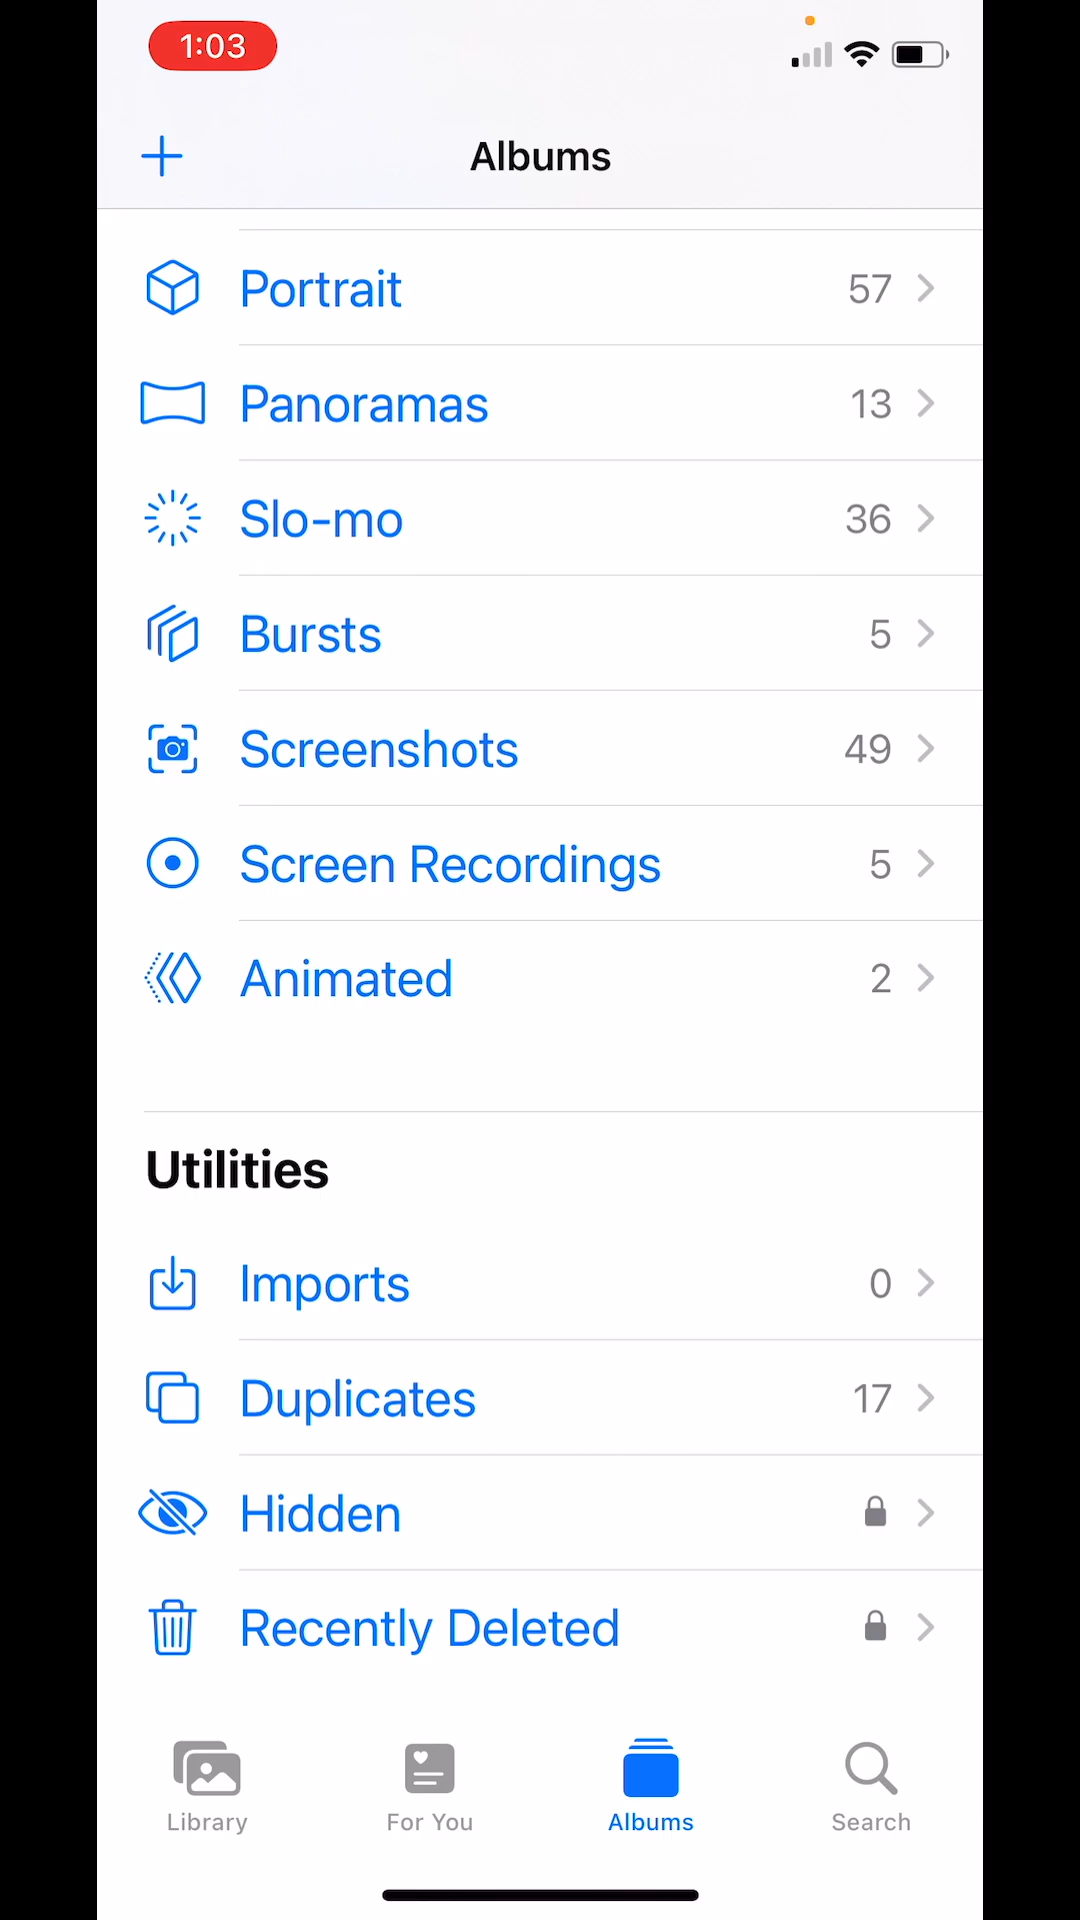 1:03
Albums
Portrait 57
Panoramas 13
Slo-mo 36
Bursts 5
Screenshots 49
Screen Recordings 5
Animated 2
Utilities
Imports 0
Duplicates 17
Hidden
Recently Deleted
Library For You Albums Search